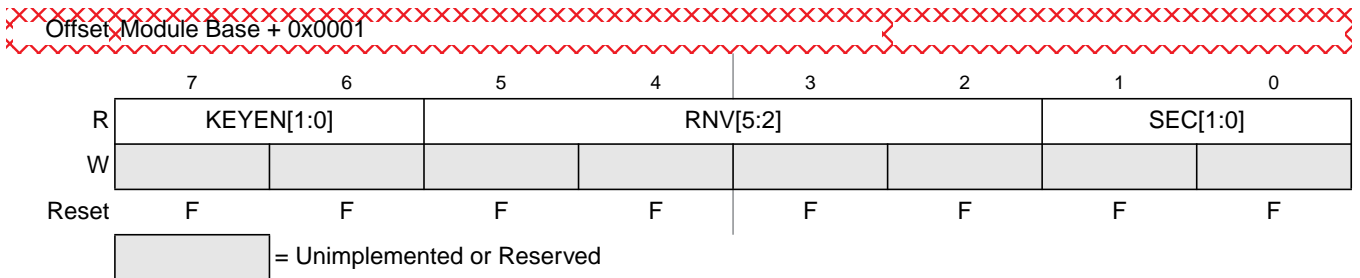 Offset Module Base + 0x0001
7 6 5 4 3 2 1 0
R KEYEN[1:0] RNV[5:2] SEC[1:0]
W
Reset F F F F F F F F
= Unimplemented or Reserved